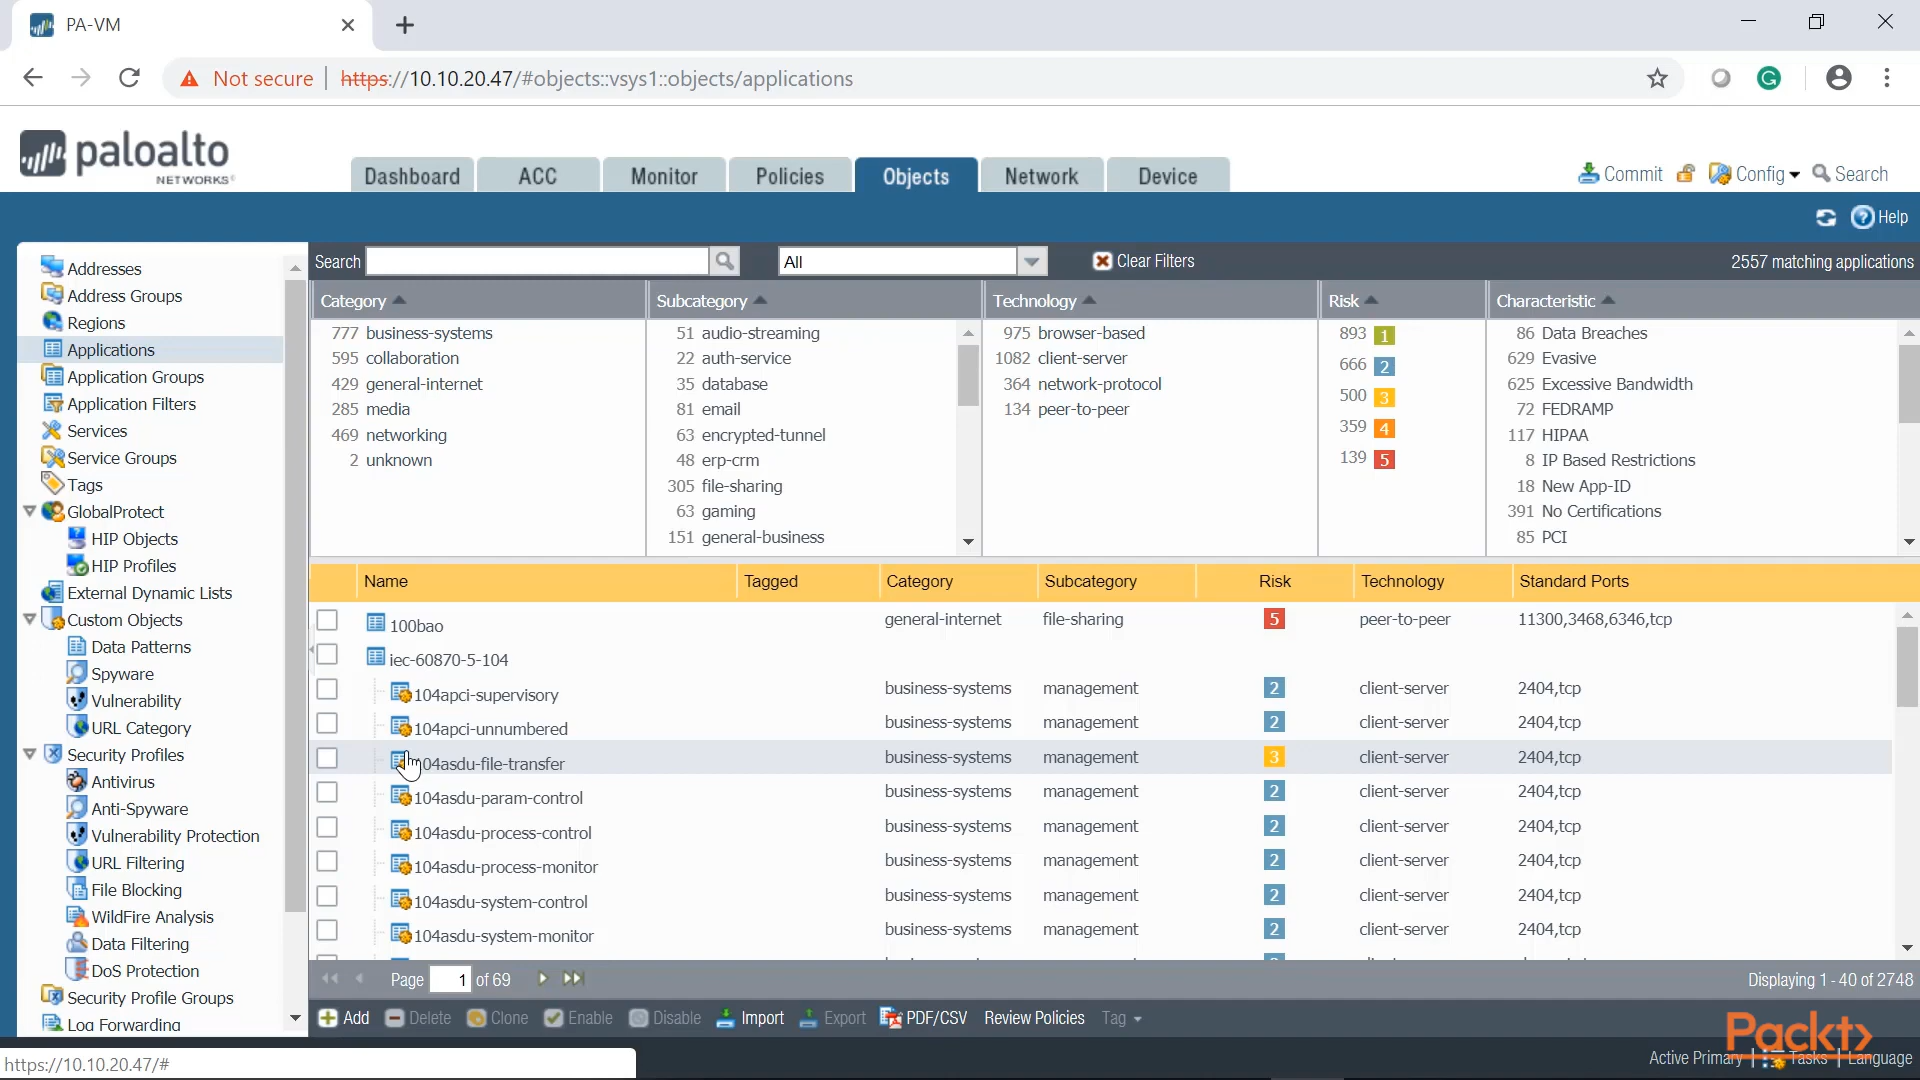 PA-VM
Not secure | https://10.10.20.47/#objects::vsys1::objects/applications
paloalto
NETWORKS
Dashboard ACC Monitor Policies Objects Network Device
Commit Config Search
Help
Addresses
Address Groups
Regions
Applications
Application Groups
Application Filters
Services
Service Groups
Tags
GlobalProtect
HIP Objects
HIP Profiles
External Dynamic Lists
Custom Objects
Data Patterns
Spyware
Vulnerability
URL Category
Security Profiles
Antivirus
Anti-Spyware
Vulnerability Protection
URL Filtering
File Blocking
WildFire Analysis
Data Filtering
DoS Protection
Security Profile Groups
Log Forwarding
Search All Clear Filters 2557 matching applications
Category Subcategory Technology Risk Characteristic
777 business-systems
595 collaboration
429 general-internet
285 media
469 networking
2 unknown
51 audio-streaming
22 auth-service
35 database
81 email
63 encrypted-tunnel
48 erp-crm
305 file-sharing
63 gaming
151 general-business
975 browser-based
1082 client-server
364 network-protocol
134 peer-to-peer
893 1
666 2
500 3
359 4
139 5
86 Data Breaches
629 Evasive
625 Excessive Bandwidth
72 FEDRAMP
117 HIPAA
8 IP Based Restrictions
18 New App-ID
391 No Certifications
85 PCI
Name Tagged Category Subcategory Risk Technology Standard Ports
100bao general-internet file-sharing 5 peer-to-peer 11300,3468,6346,tcp
iec-60870-5-104
104apci-supervisory business-systems management 2 client-server 2404,tcp
104apci-unnumbered business-systems management 2 client-server 2404,tcp
04asdu-file-transfer business-systems management 3 client-server 2404,tcp
104asdu-param-control business-systems management 2 client-server 2404,tcp
104asdu-process-control business-systems management 2 client-server 2404,tcp
104asdu-process-monitor business-systems management 2 client-server 2404,tcp
104asdu-system-control business-systems management 2 client-server 2404,tcp
104asdu-system-monitor business-systems management 2 client-server 2404,tcp
Page 1 of 69 Displaying 1 - 40 of 2748
Add Delete Clone Enable Disable Import Export PDF/CSV Review Policies Tag
Packt>
https://10.10.20.47/#
Active Primary | Tasks | Language